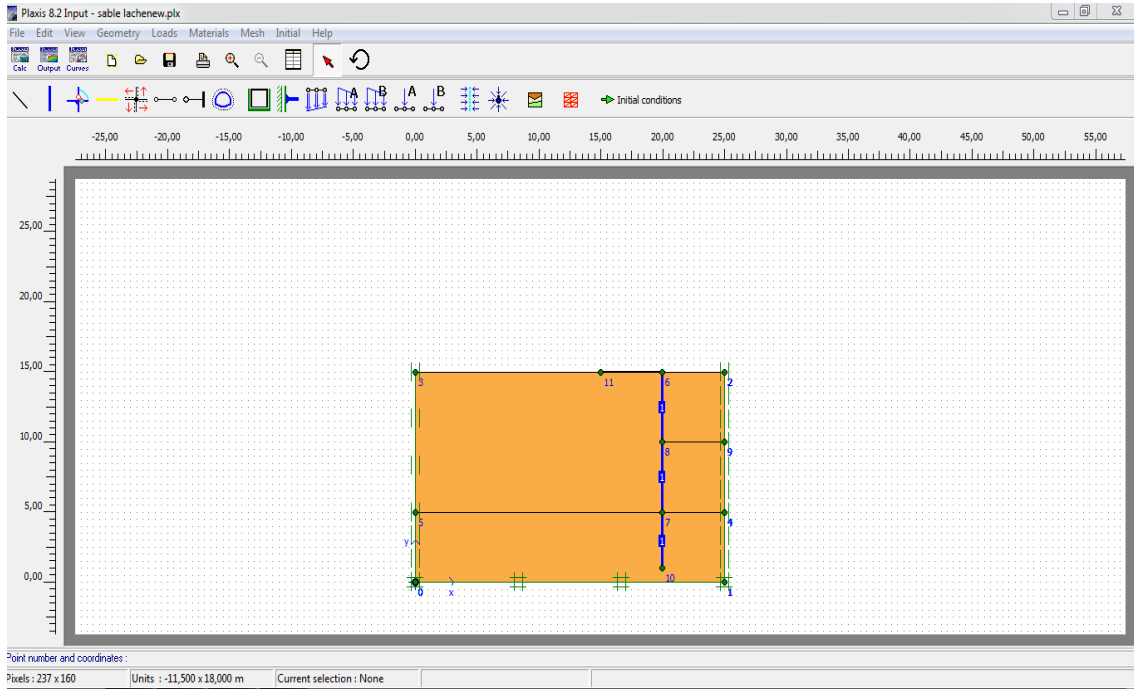 Plaxis 8.2 Input - sable lachenew.plx
File Edit View Geometry Loads Materials Mesh Initial Help
Calc Output Curves
A B A B Initial conditions
-25,00 -20,00 -15,00 -10,00 -5,00 0,00 5,00 10,00 15,00 20,00 25,00 30,00 35,00 40,00 45,00 50,00 55,00
25,00
20,00
15,00
3 11 6 2
1
10,00
8 9
1
5,00
5 7 4
y 1
0,00
10
0 x 1
Point number and coordinates :
Pixels : 237 x 160 Units : -11,500 x 18,000 m Current selection : None